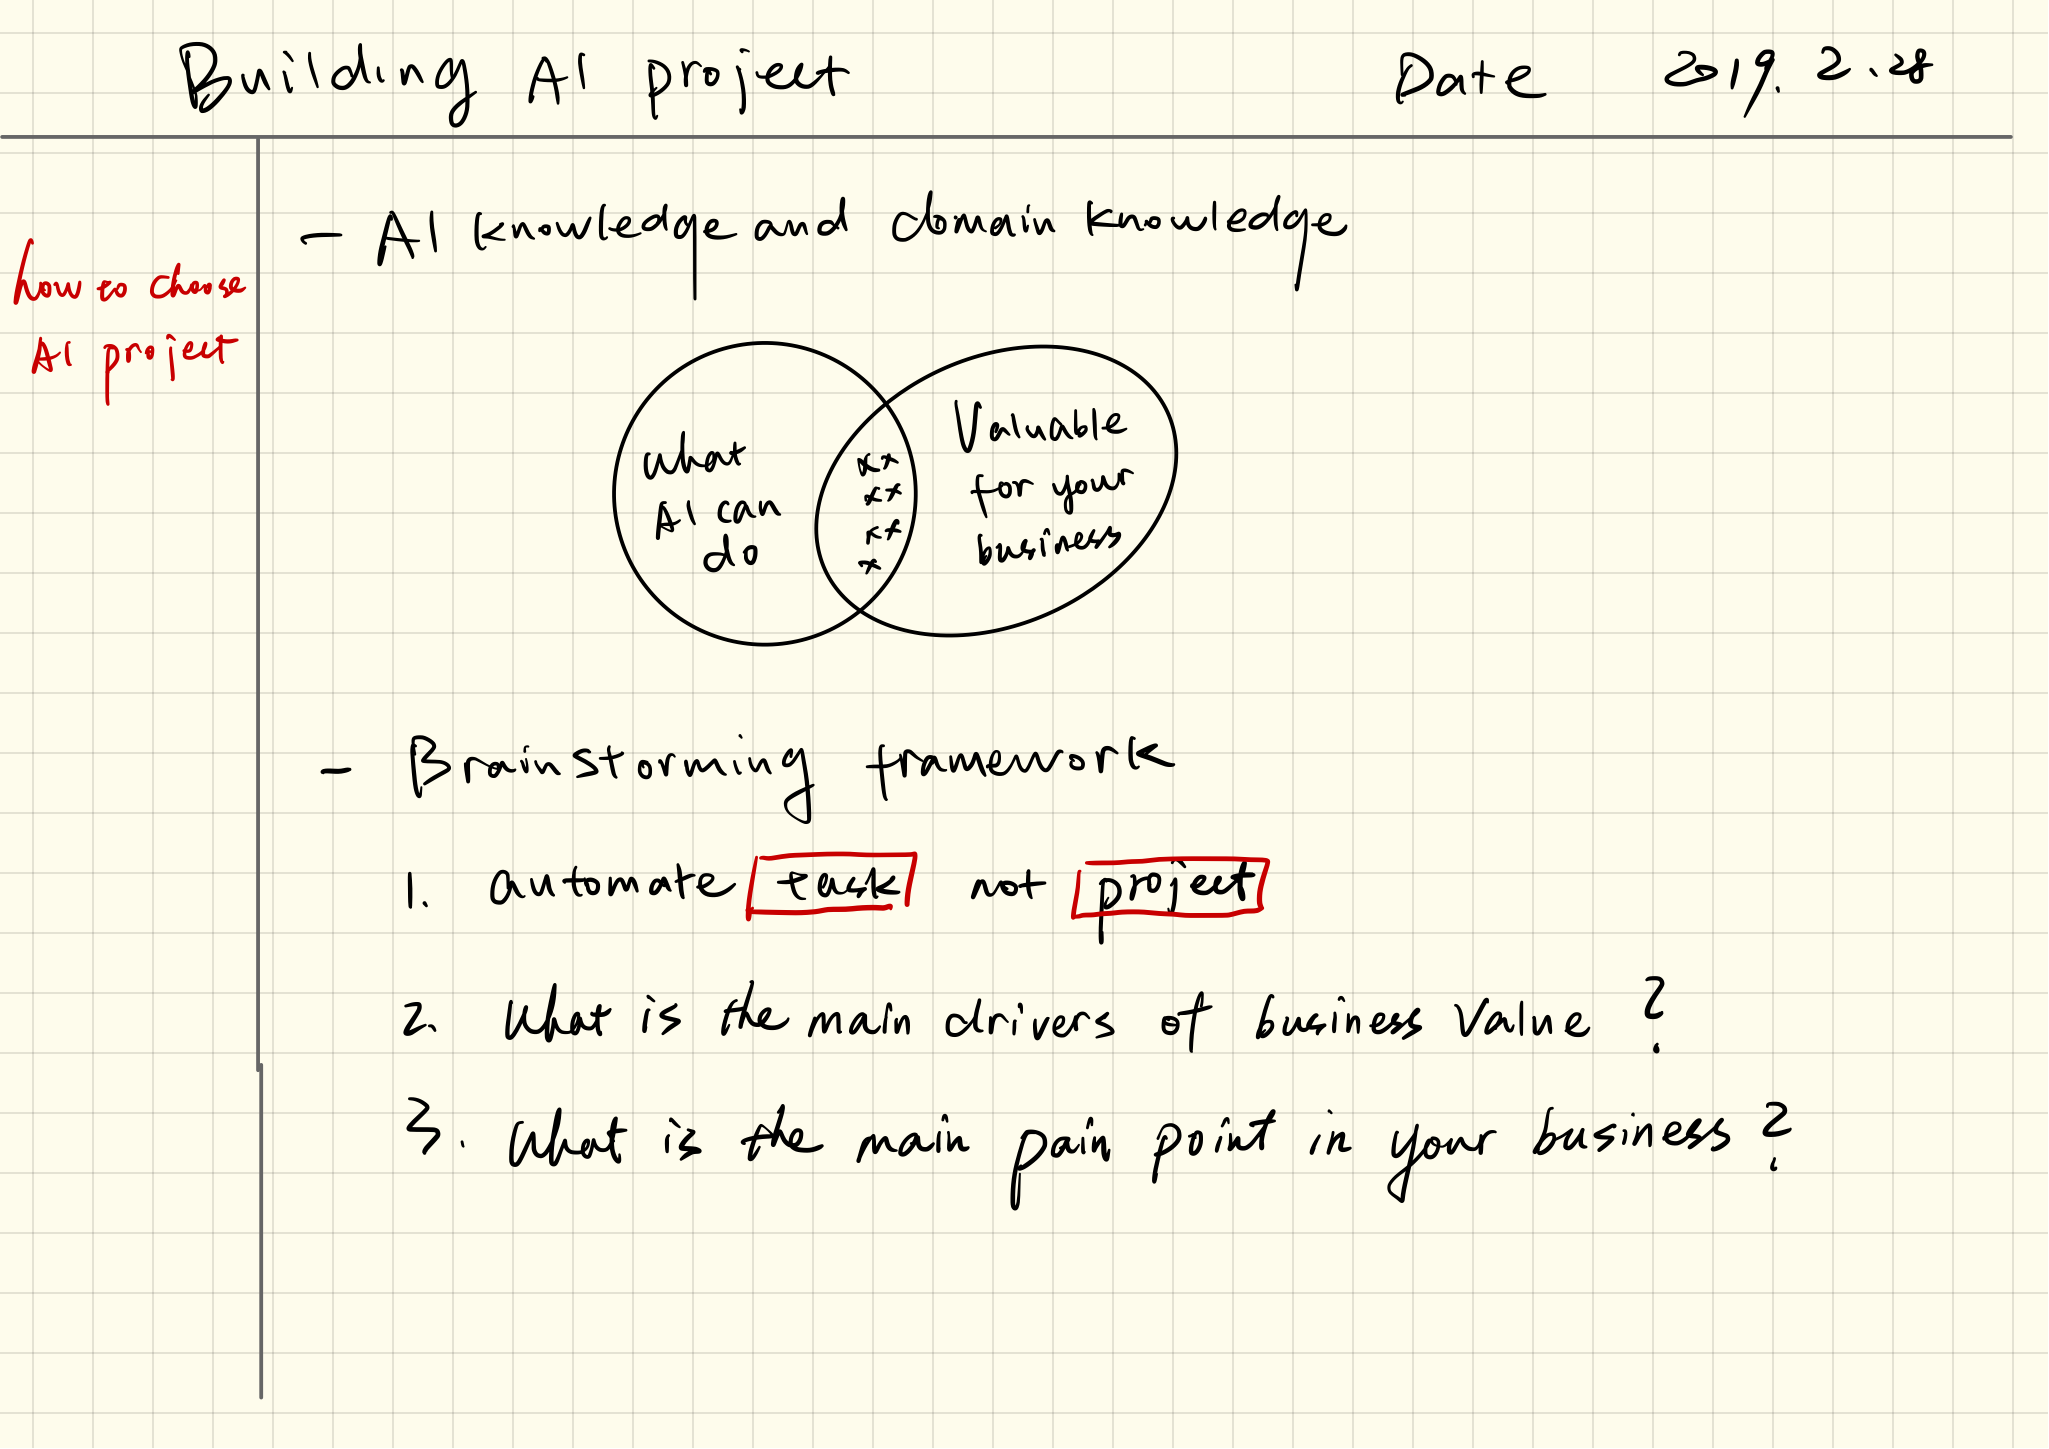 Building AI project
Date 2019.2.28
how to choose
AI project
- AI knowledge and domain knowledge
what
AI can
do
xx
xx
xx
x
Valuable
for your
business
- Brainstorming framework
1. automate task not project
2. What is the main drivers of business value?
3. What is the main pain point in your business?